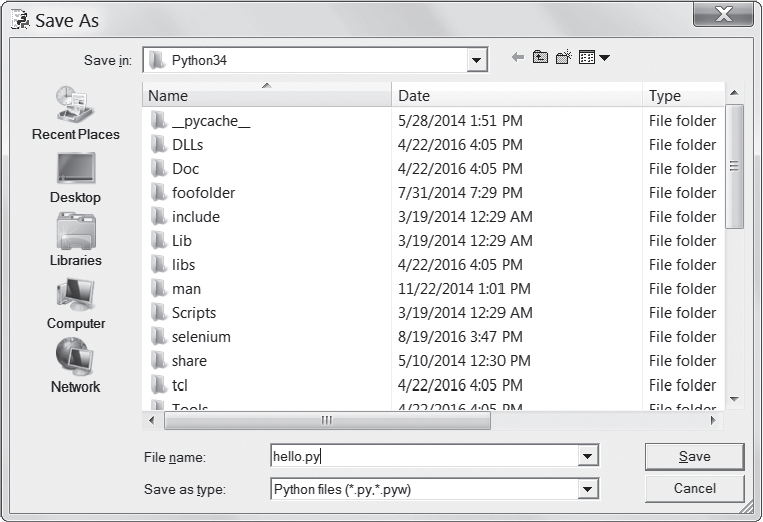 Save As
Save in: Python34
Name Date Type
Recent Places
Desktop
Libraries
Computer
Network
__pycache__ 5/28/2014 1:51 PM File folder
DLLs 4/22/2016 4:05 PM File folder
Doc 4/22/2016 4:05 PM File folder
foofolder 7/31/2014 7:29 PM File folder
include 3/19/2014 12:29 AM File folder
Lib 3/19/2014 12:29 AM File folder
libs 4/22/2016 4:05 PM File folder
man 11/22/2014 1:01 PM File folder
Scripts 3/19/2014 12:29 AM File folder
selenium 8/19/2016 3:47 PM File folder
share 5/10/2014 12:30 PM File folder
tcl 4/22/2016 4:05 PM File folder
Tools 4/22/2016 4:05 PM File folder
File name: hello.py Save
Save as type: Python files (*.py,*.pyw) Cancel